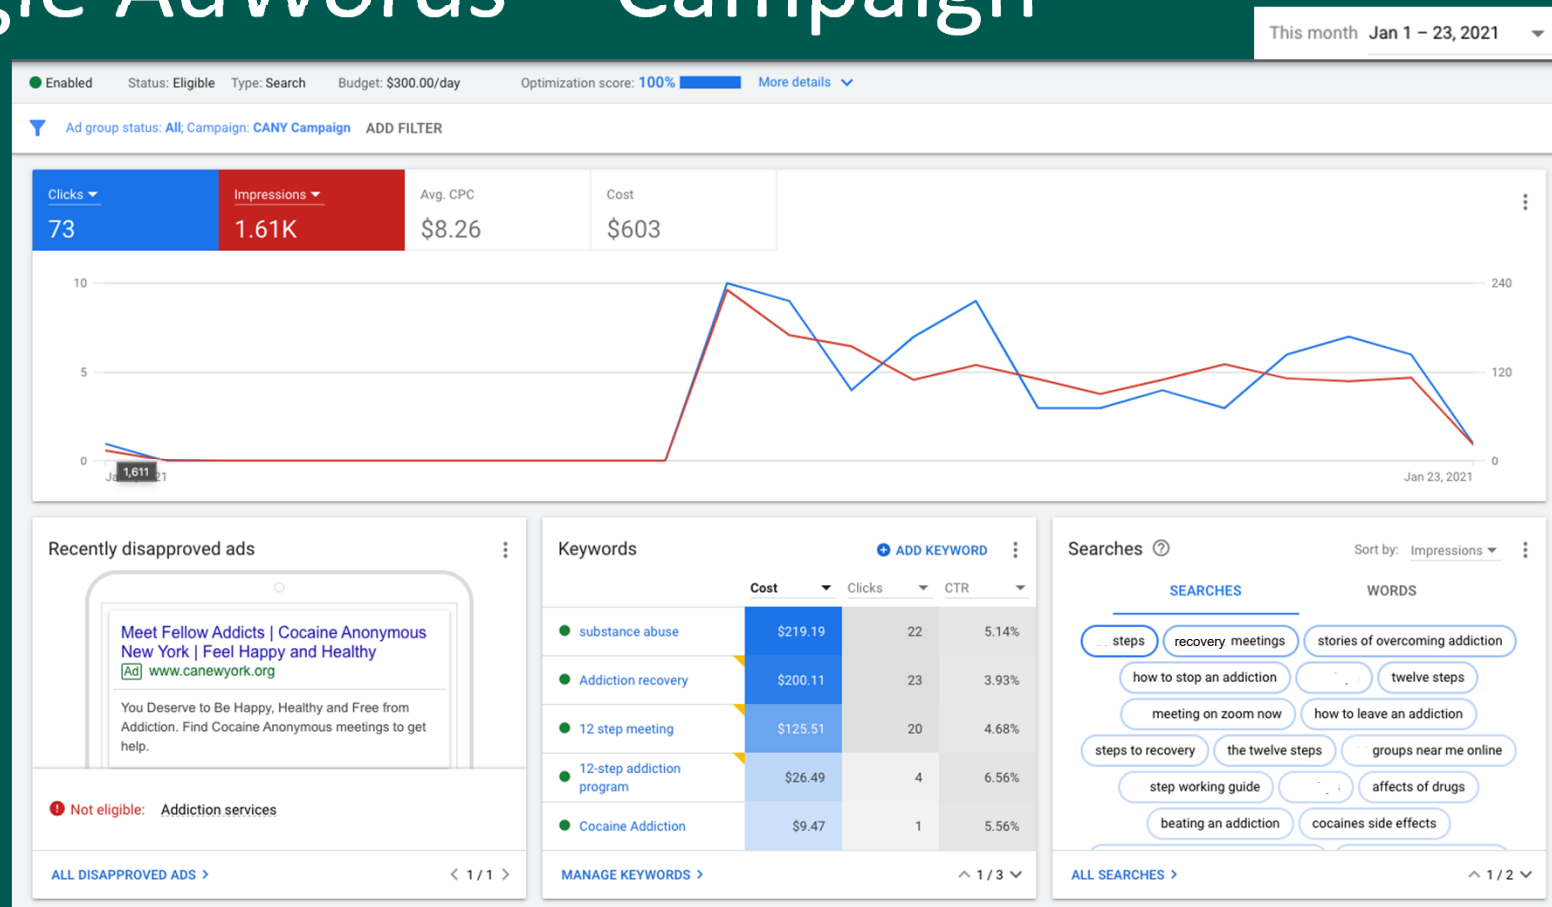 AdWords Campaign
This month Jan 1 – 23, 2021
Enabled Status: Eligible Type: Search Budget: $300.00/day Optimization score: 100% More details
Ad group status: All; Campaign: CANY Campaign ADD FILTER
Clicks Impressions Avg. CPC Cost
73 1.61K $8.26 $603
10 240
5 120
0 0
1,611 21 Jan 23, 2021
Recently disapproved ads
Meet Fellow Addicts | Cocaine Anonymous
New York | Feel Happy and Healthy
Ad www.canewyork.org
You Deserve to Be Happy, Healthy and Free from
Addiction. Find Cocaine Anonymous meetings to get
help.
Not eligible: Addiction services
ALL DISAPPROVED ADS 1 / 1
Keywords ADD KEYWORD
Cost Clicks CTR
substance abuse $219.19 22 5.14%
Addiction recovery $200.11 23 3.93%
12 step meeting $125.51 20 4.68%
12-step addiction
program $26.49 4 6.56%
Cocaine Addiction $9.47 1 5.56%
MANAGE KEYWORDS 1 / 3
Searches Sort by: Impressions
SEARCHES WORDS
steps recovery meetings stories of overcoming addiction
how to stop an addiction twelve steps
meeting on zoom now how to leave an addiction
steps to recovery the twelve steps groups near me online
step working guide affects of drugs
beating an addiction cocaines side effects
ALL SEARCHES 1 / 2